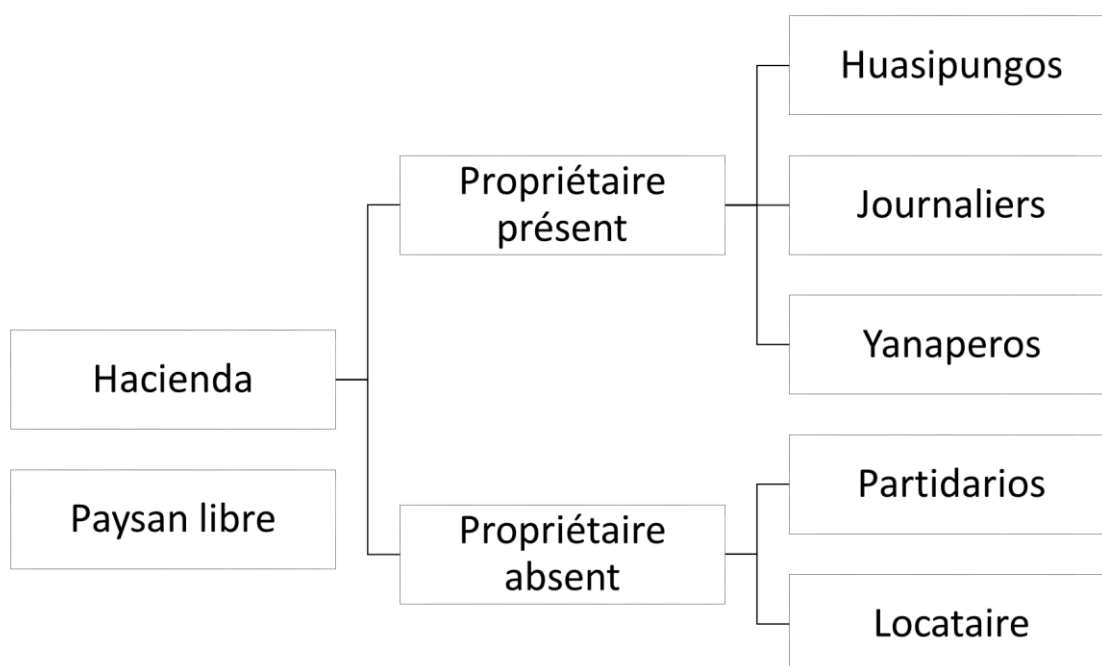 Hacienda
Paysan libre
Propriétaire
présent
Propriétaire
absent
Huasipungos
Journaliers
Yanaperos
Partidarios
Locataire